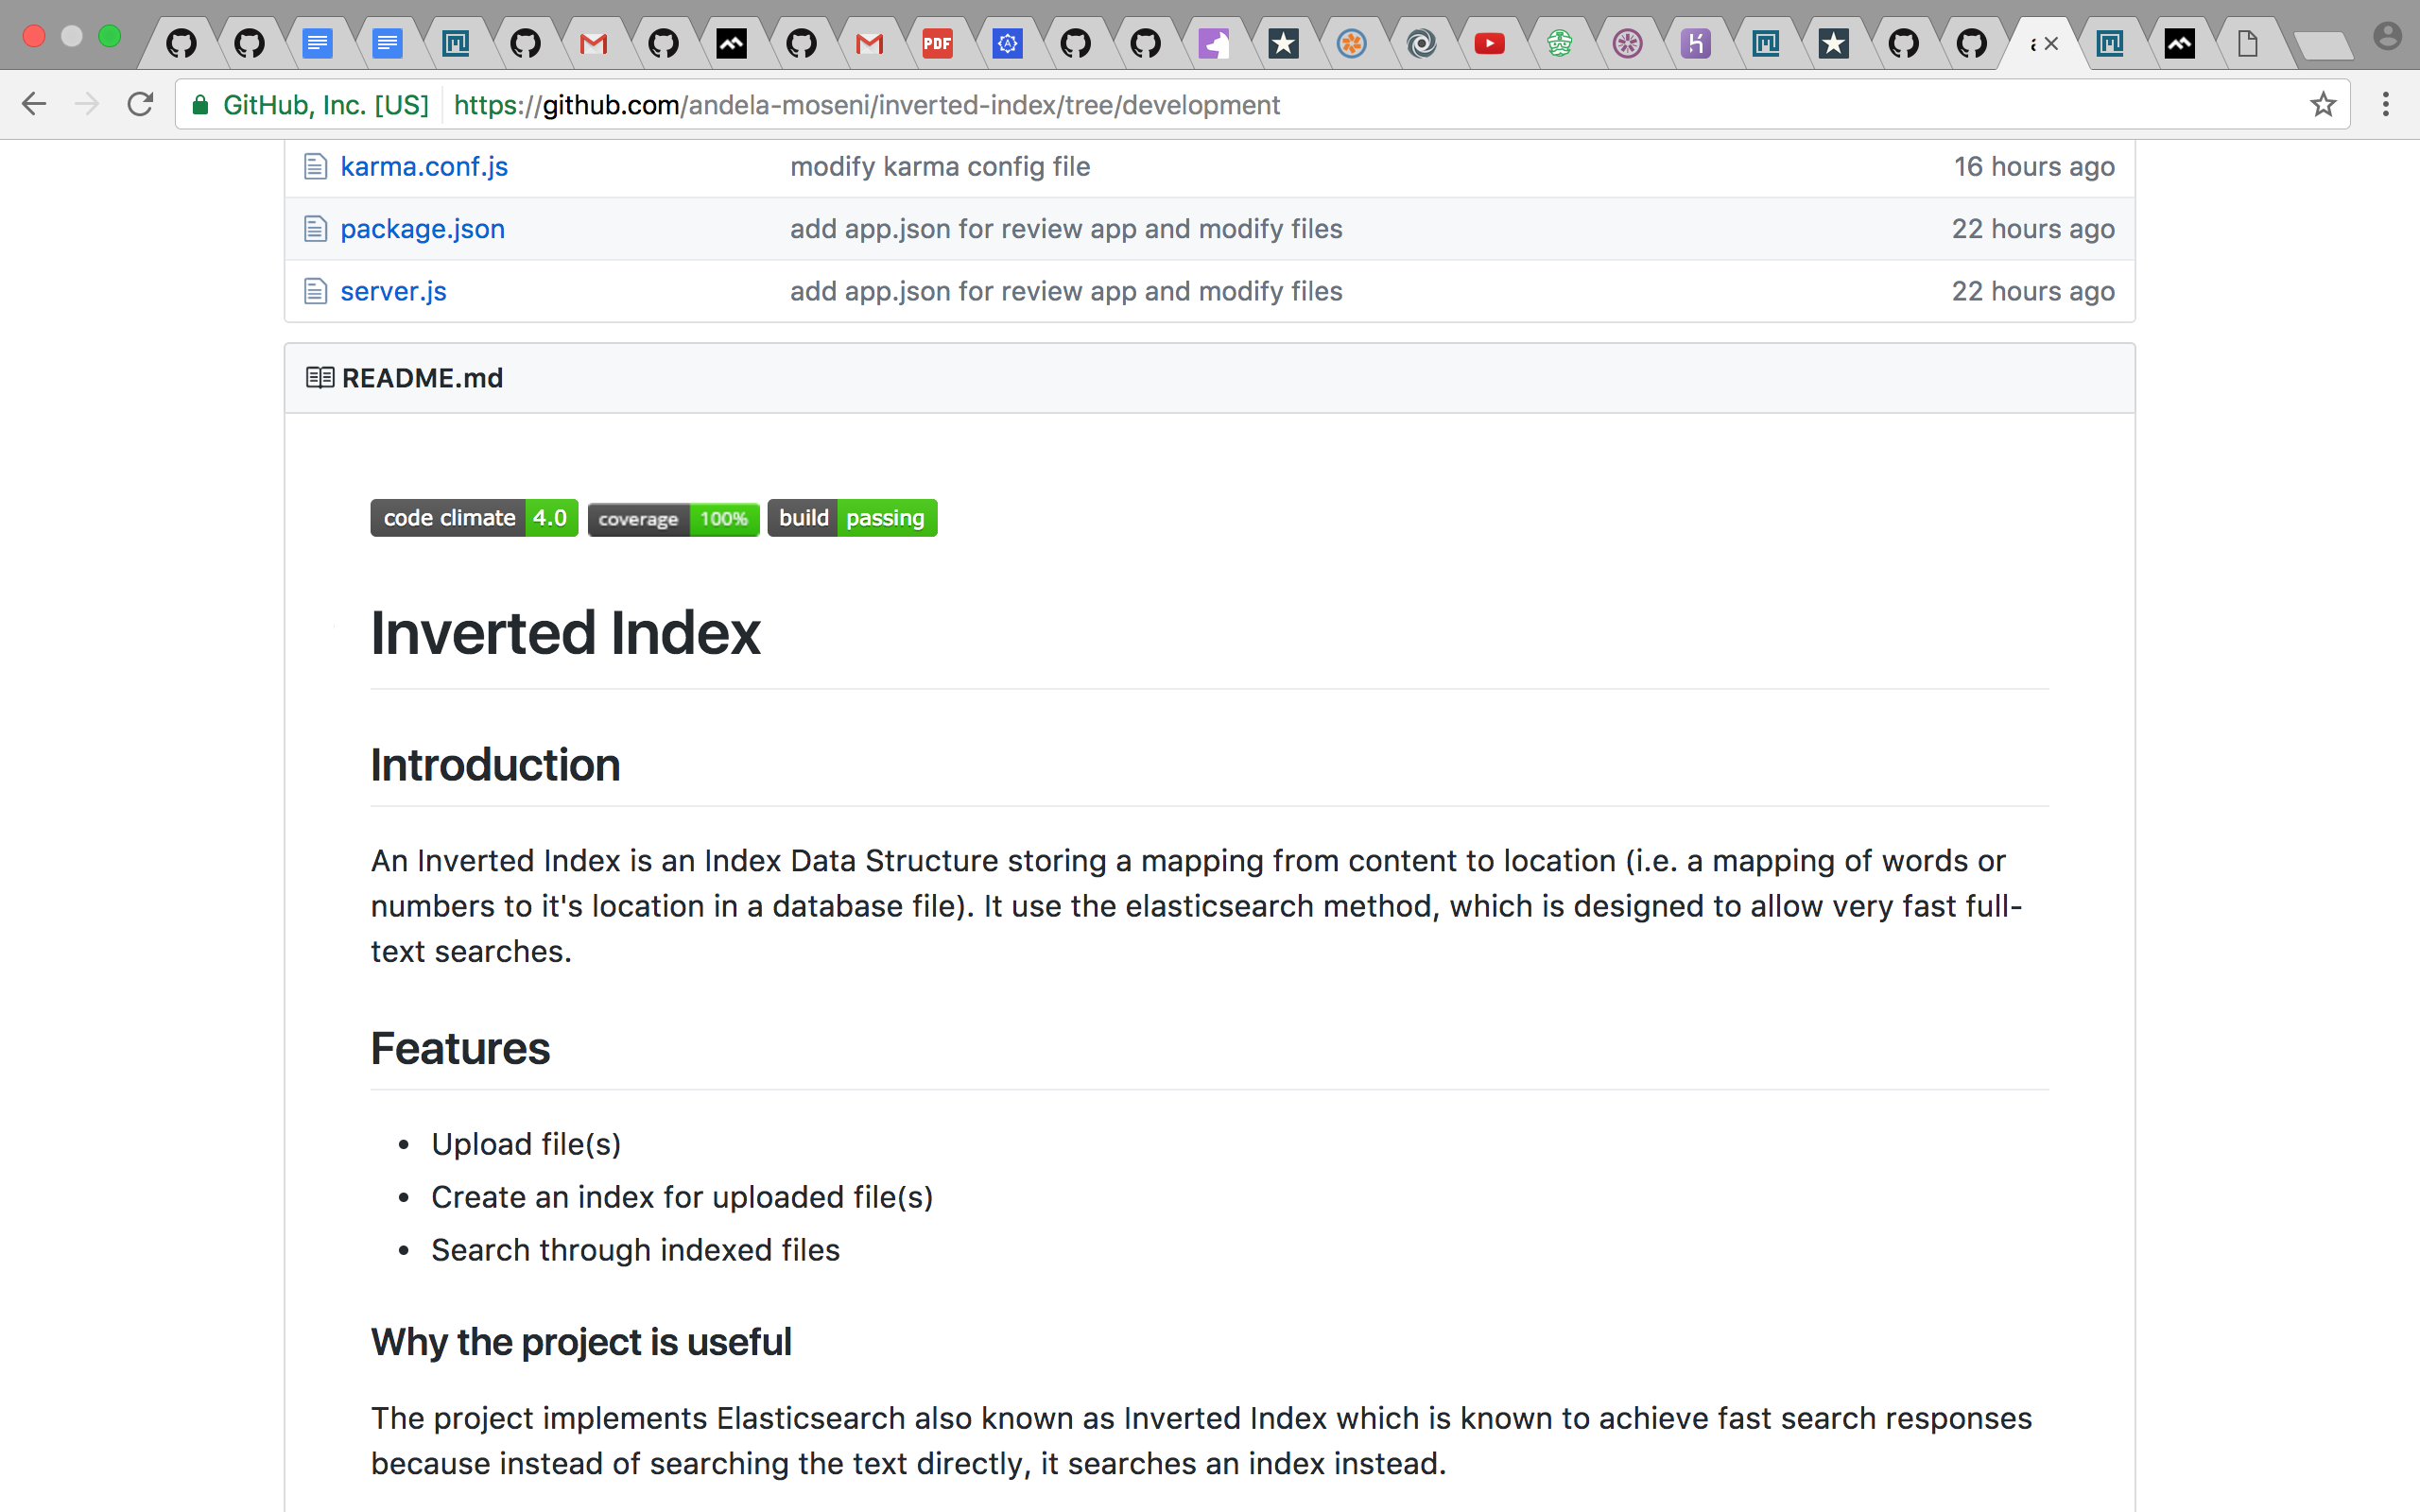 PDF
GitHub, Inc. [US] https://github.com/andela-moseni/inverted-index/tree/development
karma.conf.js modify karma config file 16 hours ago
package.json add app.json for review app and modify files 22 hours ago
server.js add app.json for review app and modify files 22 hours ago
README.md
code climate 4.0 coverage 100% build passing
Inverted Index
Introduction
An Inverted Index is an Index Data Structure storing a mapping from content to location (i.e. a mapping of words or
numbers to it's location in a database file). It use the elasticsearch method, which is designed to allow very fast full-
text searches.
Features
• Upload file(s)
• Create an index for uploaded file(s)
• Search through indexed files
Why the project is useful
The project implements Elasticsearch also known as Inverted Index which is known to achieve fast search responses
because instead of searching the text directly, it searches an index instead.